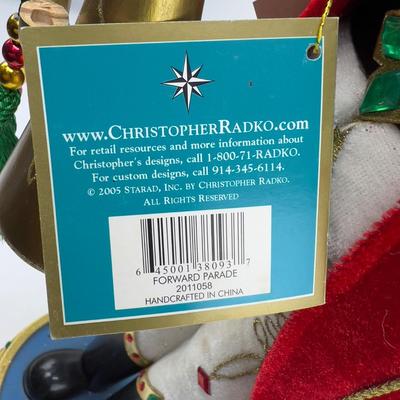 www.ChristopherRadko.com
For retail resources and more information about
Christopher's designs, call 1-800-71-RADKO.
For custom designs, call 914-345-6114.
© 2005 Starad, Inc. by Christopher Radko.
All Rights Reserved
6 45001 38093 7
FORWARD PARADE
2011058
HANDCRAFTED IN CHINA